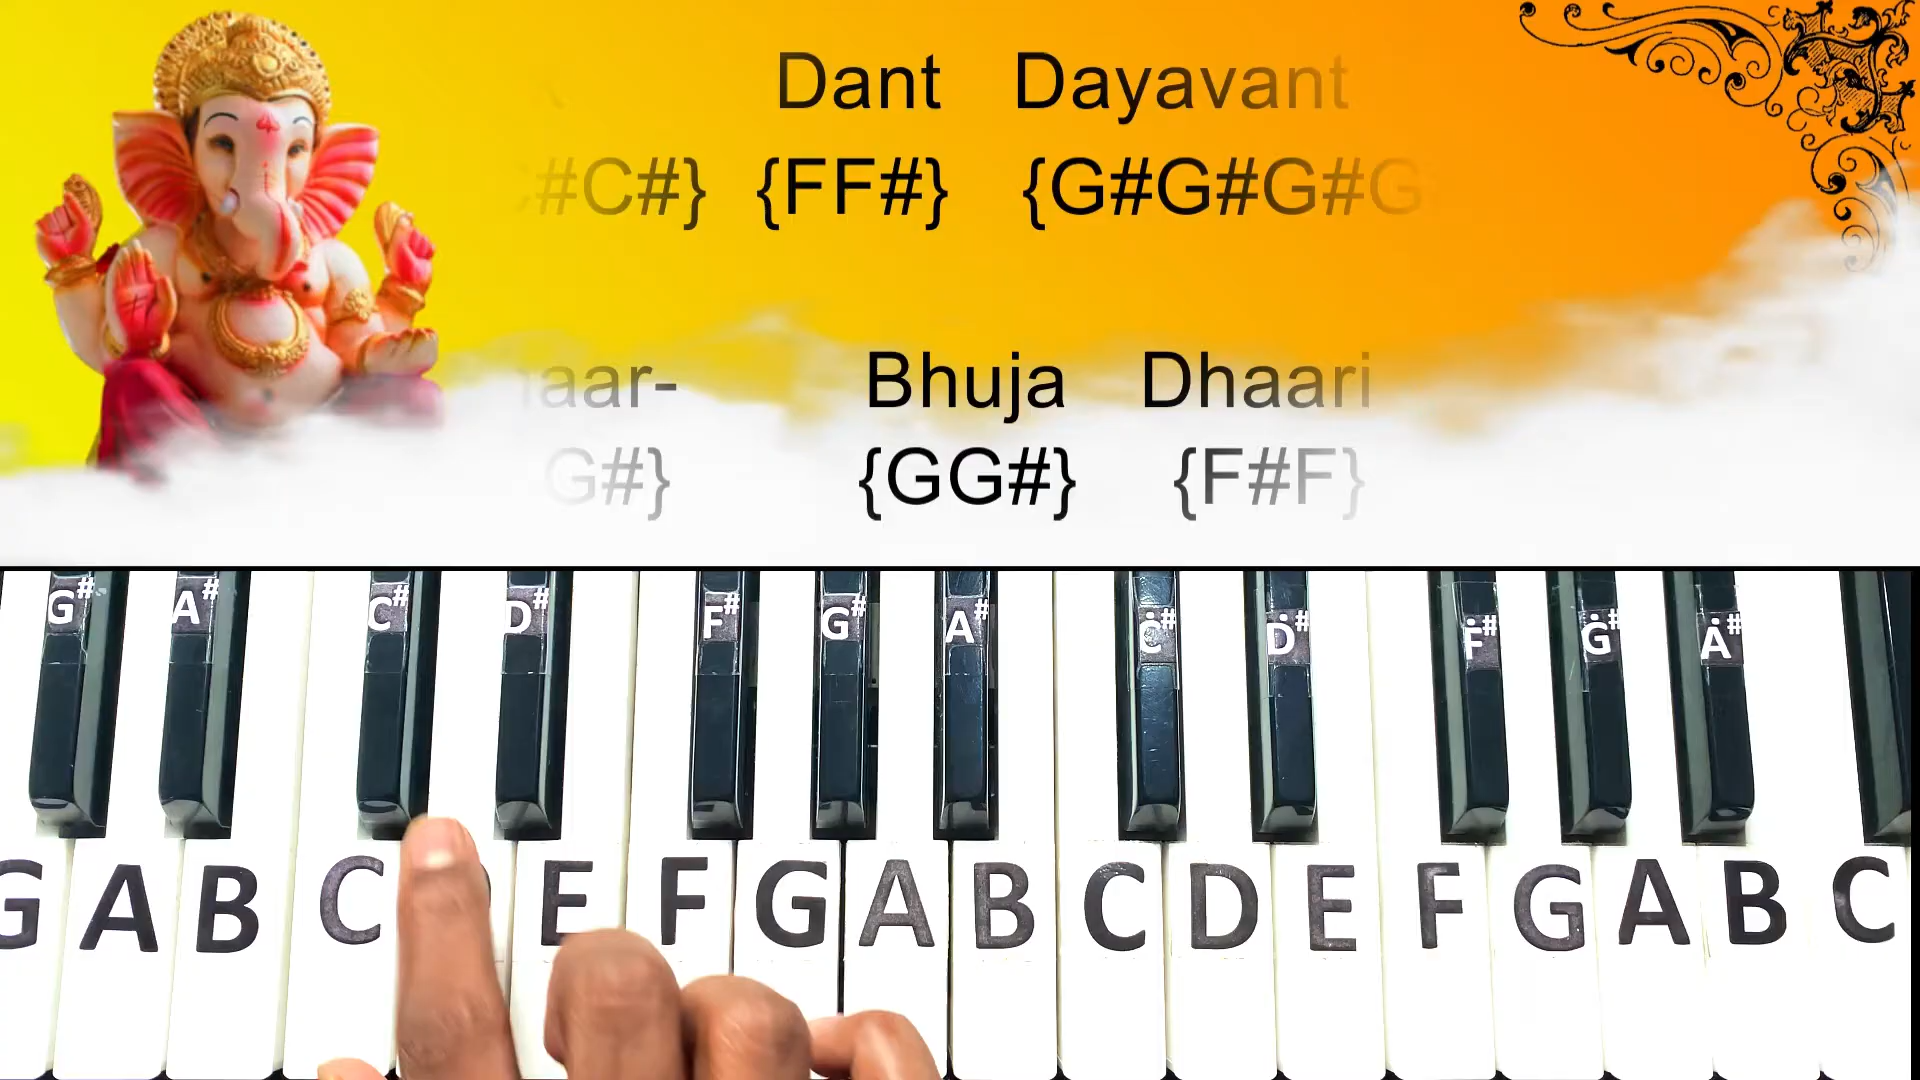 Dant Dayavant
#C#} {FF#} {G#G#G#G
aar- Bhuja Dhaari
G#} {GG#} {F#F}
G# A# C# D# F# G# A# Ċ# Ḋ# Ḟ# Ġ# Ȧ#
G A B C E F G A B C D E F G A B C